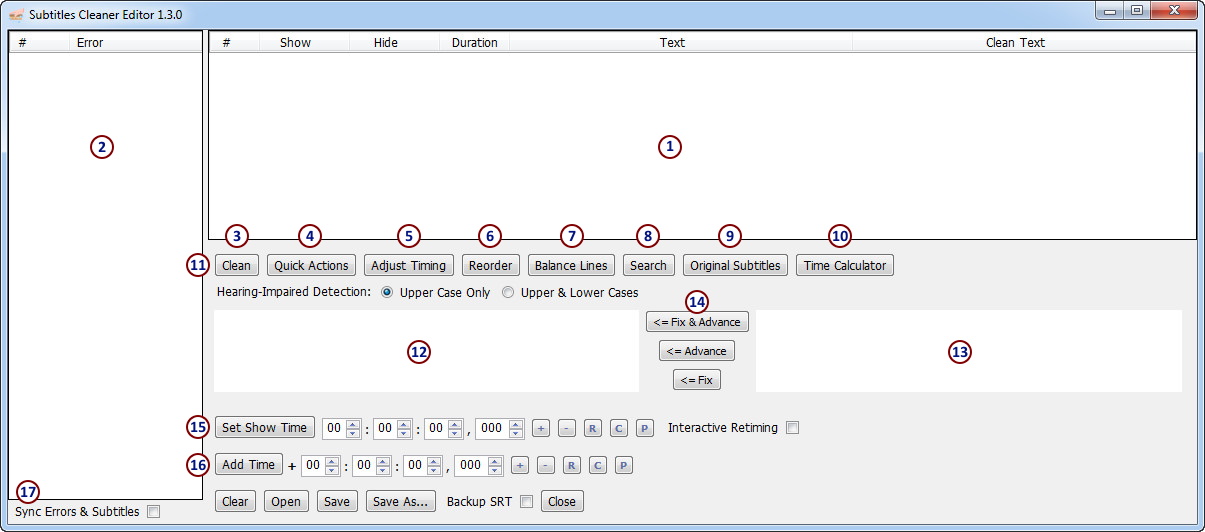 Subtitles Cleaner Editor 1.3.0
# Error # Show Hide Duration Text Clean Text
2 1
3 4 5 6 7 8 9 10
11 Clean Quick Actions Adjust Timing Reorder Balance Lines Search Original Subtitles Time Calculator
Hearing-Impaired Detection: Upper Case Only Upper & Lower Cases
14
<= Fix & Advance
12 <= Advance 13
<= Fix
15 Set Show Time 00 : 00 : 00 , 000 + - R C P Interactive Retiming
16 Add Time + 00 : 00 : 00 , 000 + - R C P
17
Clear Open Save Save As... Backup SRT Close
Sync Errors & Subtitles